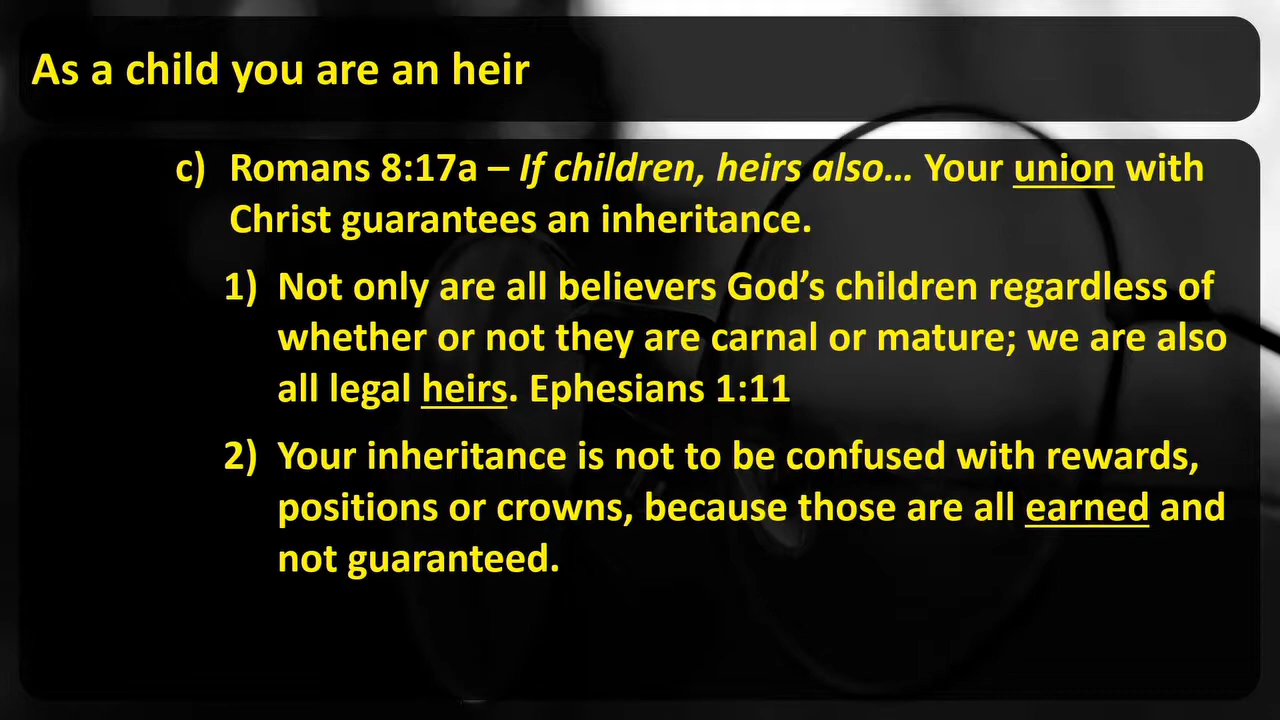 As a child you are an heir
c) Romans 8:17a – If children, heirs also… Your union with
Christ guarantees an inheritance.
1) Not only are all believers God’s children regardless of
whether or not they are carnal or mature; we are also
all legal heirs. Ephesians 1:11
2) Your inheritance is not to be confused with rewards,
positions or crowns, because those are all earned and
not guaranteed.